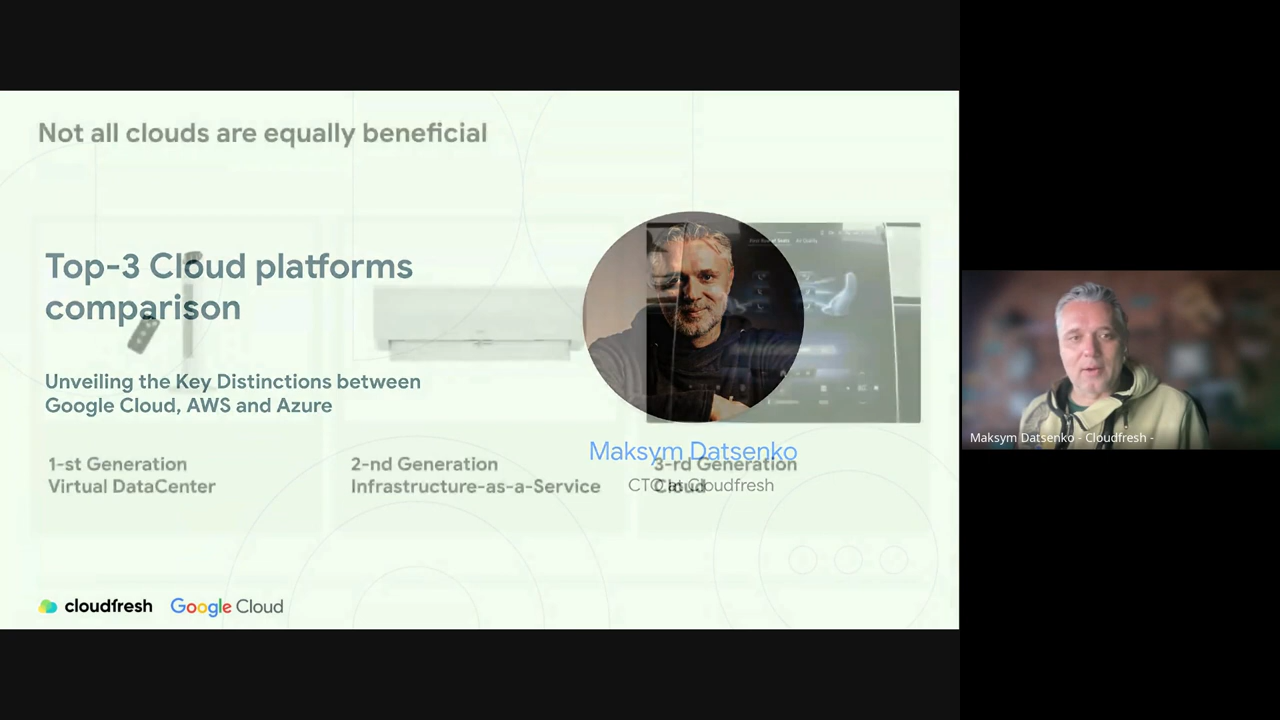 Not all clouds are equally beneficial
Top-3 Cloud platforms
comparison
Unveiling the Key Distinctions between
Google Cloud, AWS and Azure
Maksym Datsenko
CTO at Cloudfresh
1-st Generation
Virtual DataCenter
2-nd Generation
Infrastructure-as-a-Service
3-rd Generation
Cloud
cloudfresh Google Cloud
Maksym Datsenko - Cloudfresh -